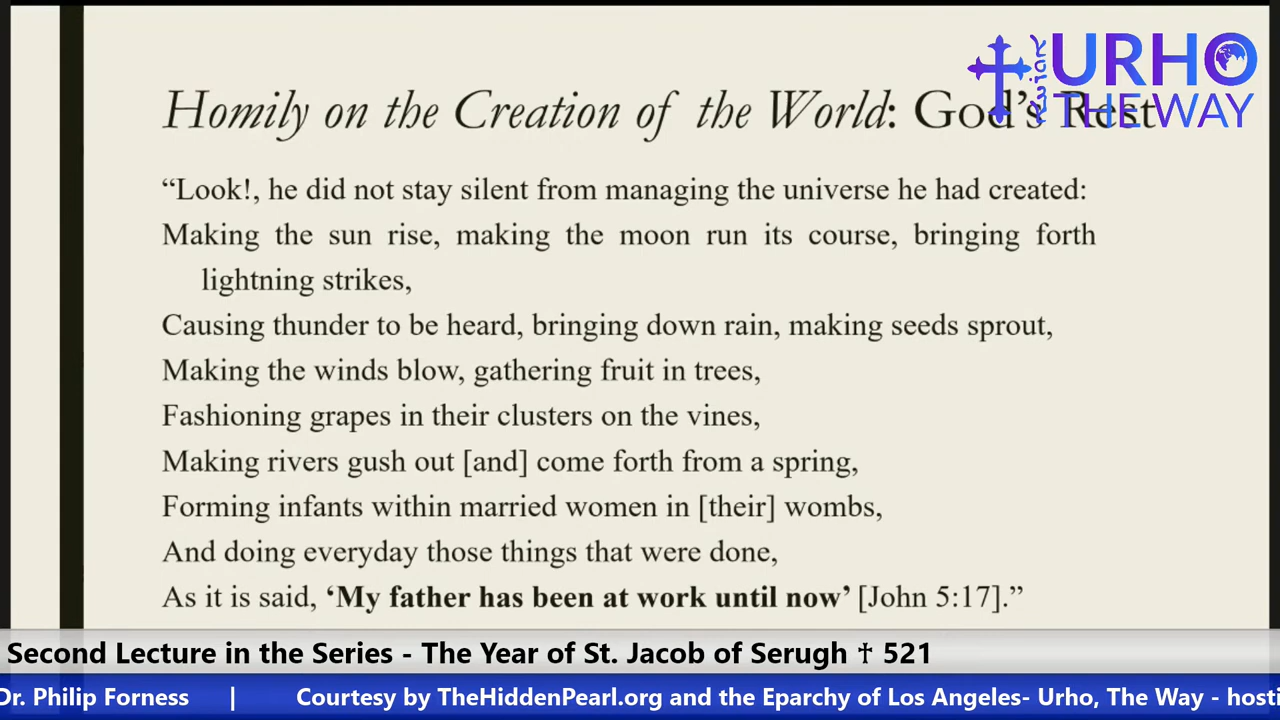 URHO
THE WAY
ܐܘܪܚܐ
Homily on the Creation of the World: God's Rest
“Look!, he did not stay silent from managing the universe he had created:
Making the sun rise, making the moon run its course, bringing forth
lightning strikes,
Causing thunder to be heard, bringing down rain, making seeds sprout,
Making the winds blow, gathering fruit in trees,
Fashioning grapes in their clusters on the vines,
Making rivers gush out [and] come forth from a spring,
Forming infants within married women in [their] wombs,
And doing everyday those things that were done,
As it is said, ‘My father has been at work until now’ [John 5:17].”
Second Lecture in the Series - The Year of St. Jacob of Serugh ☥ 521
Dr. Philip Forness | Courtesy by TheHiddenPearl.org and the Eparchy of Los Angeles- Urho, The Way - hosti